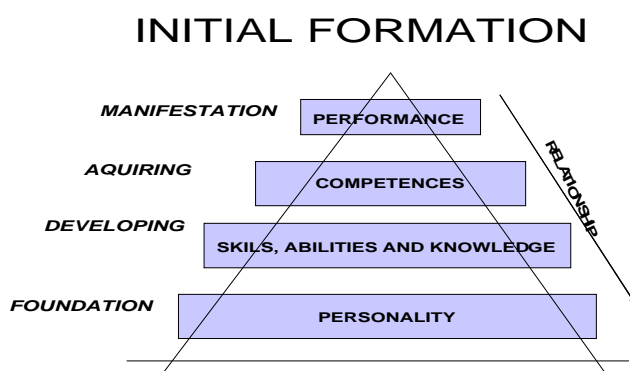 INITIAL FORMATION
MANIFESTATION
PERFORMANCE
AQUIRING
COMPETENCES
RELATIONSHIP
DEVELOPING
SKILS, ABILITIES AND KNOWLEDGE
FOUNDATION
PERSONALITY